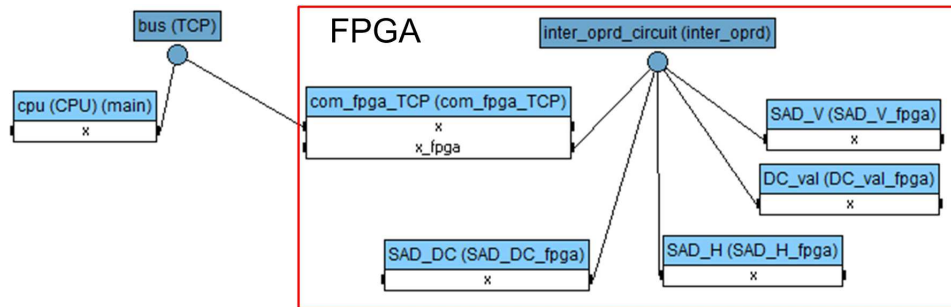 bus (TCP)
FPGA
inter_oprd_circuit (inter_oprd)
cpu (CPU) (main)
x
com_fpga_TCP (com_fpga_TCP)
x
x_fpga
SAD_V (SAD_V_fpga)
x
DC_val (DC_val_fpga)
x
SAD_DC (SAD_DC_fpga)
x
SAD_H (SAD_H_fpga)
x